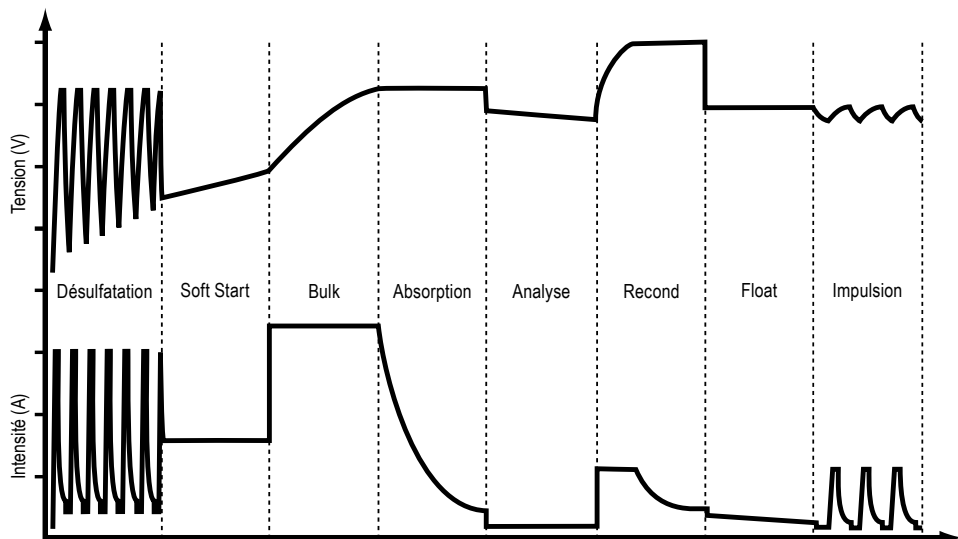 Tension (V)
Désulfatation
Soft Start
Bulk
Absorption
Analyse
Recond
Float
Impulsion
Intensité (A)